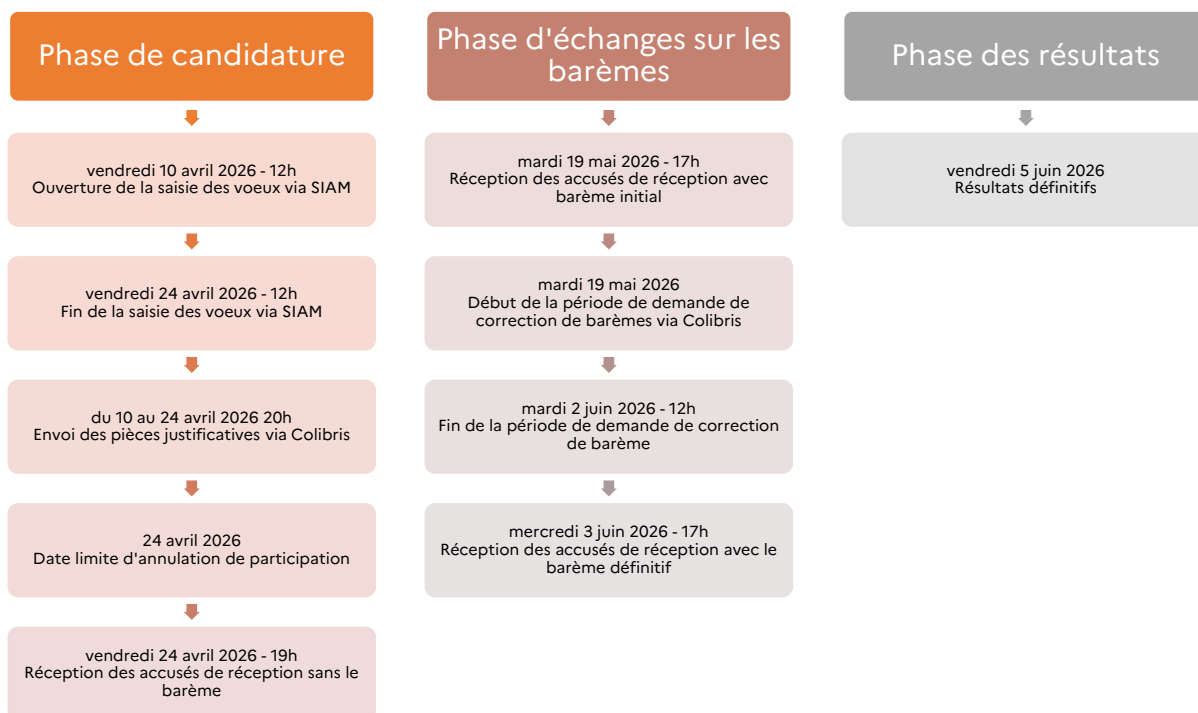 Phase de candidature
vendredi 10 avril 2026 - 12h
Ouverture de la saisie des voeux via SIAM
vendredi 24 avril 2026 - 12h
Fin de la saisie des voeux via SIAM
du 10 au 24 avril 2026 20h
Envoi des pièces justificatives via Colibris
24 avril 2026
Date limite d'annulation de participation
vendredi 24 avril 2026 - 19h
Réception des accusés de réception sans le
barème
Phase d'échanges sur les
barèmes
mardi 19 mai 2026 - 17h
Réception des accusés de réception avec
barème initial
mardi 19 mai 2026
Début de la période de demande de
correction de barèmes via Colibris
mardi 2 juin 2026 - 12h
Fin de la période de demande de correction
de barème
mercredi 3 juin 2026 - 17h
Réception des accusés de réception avec le
barème définitif
Phase des résultats
vendredi 5 juin 2026
Résultats définitifs